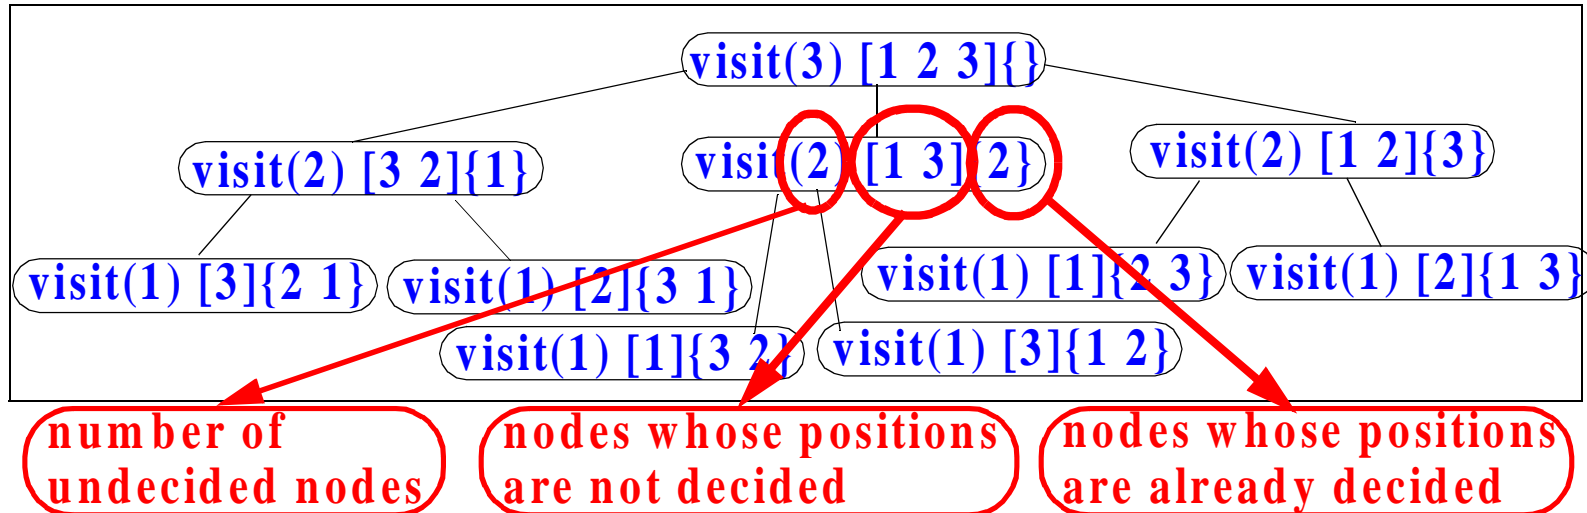 visit(3) [1 2 3]{}
visit(2) [3 2]{1}
visit(2) [1 3]{2}
visit(2) [1 2]{3}
visit(1) [3]{2 1}
visit(1) [2]{3 1}
visit(1) [1]{2 3}
visit(1) [2]{1 3}
visit(1) [1]{3 2}
visit(1) [3]{1 2}
number of
undecided nodes
nodes whose positions
are not decided
nodes whose positions
are already decided